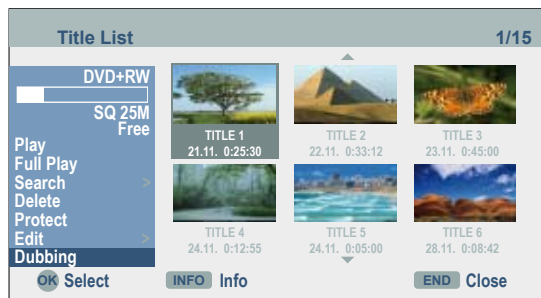 Title List 1/15
DVD+RW
SQ 25M
Free
Play
Full Play
Search >
Delete
Protect
Edit >
Dubbing
TITLE 1
21.11. 0:25:30
TITLE 2
22.11. 0:33:12
TITLE 3
23.11. 0:45:00
TITLE 4
24.11. 0:12:55
TITLE 5
24.11. 0:05:00
TITLE 6
28.11. 0:08:42
OK Select
INFO Info
END Close